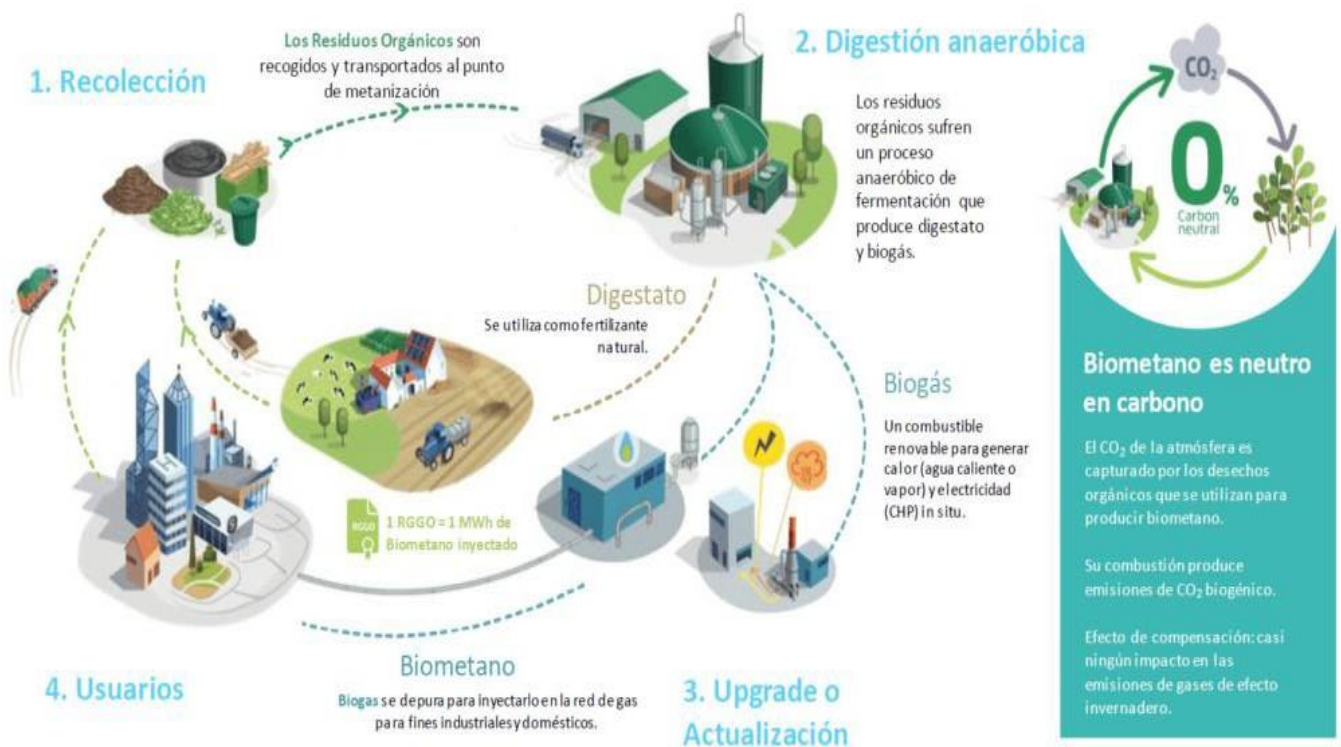 1. Recolección
Los Residuos Orgánicos son
recogidos y transportados al punto
de metanización
2. Digestión anaeróbica
Los residuos
orgánicos sufren
un proceso
anaeróbico de
fermentación que
produce digestato
y biogás.
Digestato
Se utiliza como fertilizante
natural.
Biogás
Un combustible
renovable para generar
calor (agua caliente o
vapor) y electricidad
(CHP) in situ.
RGGO
1 RGGO = 1 MWh de
Biometano inyectado
H
Biometano
Biogas se depura para inyectarlo en la red de gas
para fines industriales y domésticos.
3. Upgrade o
Actualización
4. Usuarios
CO₂
0%
Carbon
neutral
Biometano es neutro
en carbono
El CO₂ de la atmósfera es
capturado por los desechos
orgánicos que se utilizan para
producir biometano.
Su combustión produce
emisiones de CO₂ biogénico.
Efecto de compensación: casi
ningún impacto en las
emisiones de gases de efecto
invernadero.